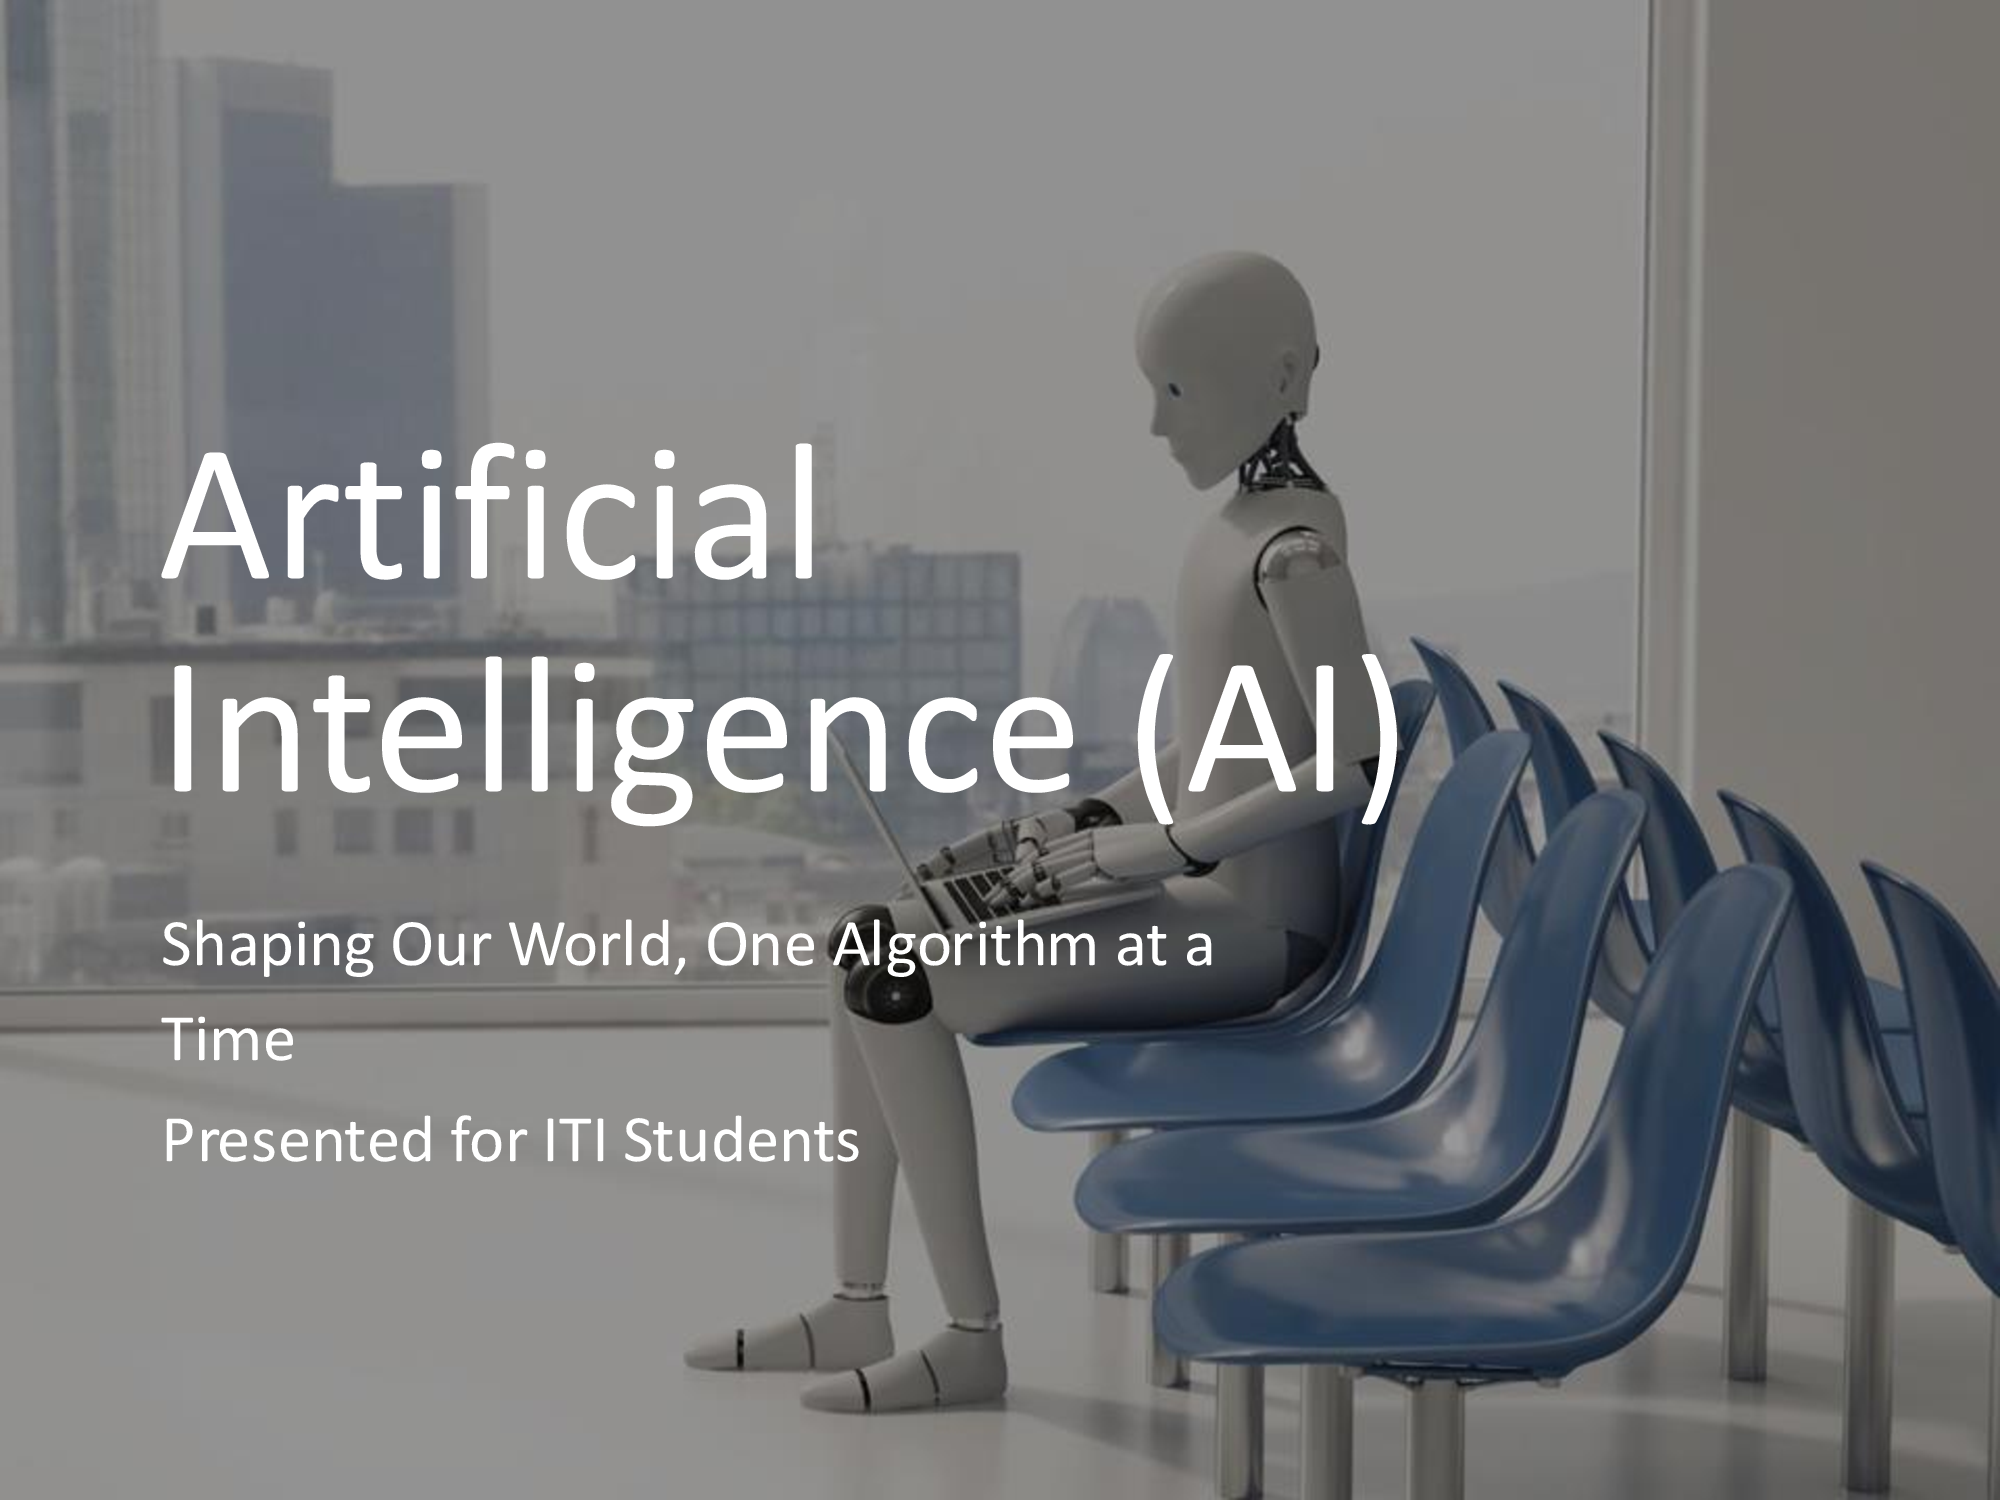 Artificial
Intelligence (AI)
Shaping Our World, One Algorithm at a
Time
Presented for ITI Students